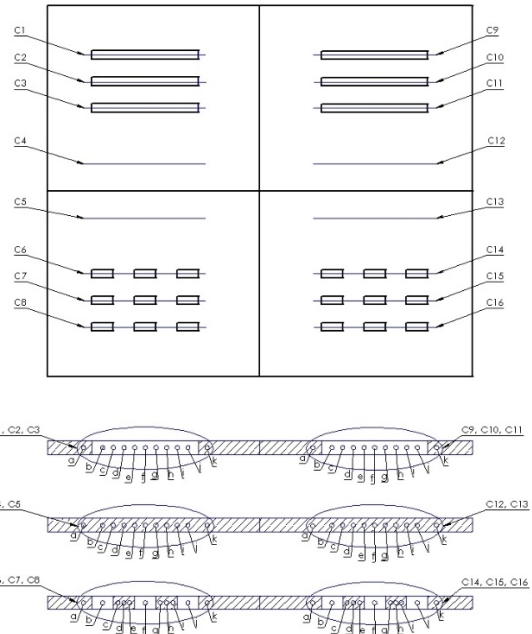 C1 C9
C2 C10
C3 C11
C4 C12
C5 C13
C6 C14
C7 C15
C8 C16
, C2, C3 C9, C10, C11
a b c d e f g h i j k a b c d e f g h i j k
, C5 C12, C13
a b c d e f g h i j k a b c d e f g h i j k
, C7, C8 C14, C15, C16
a b c d e f g h i j k a b c d e f g h i j k